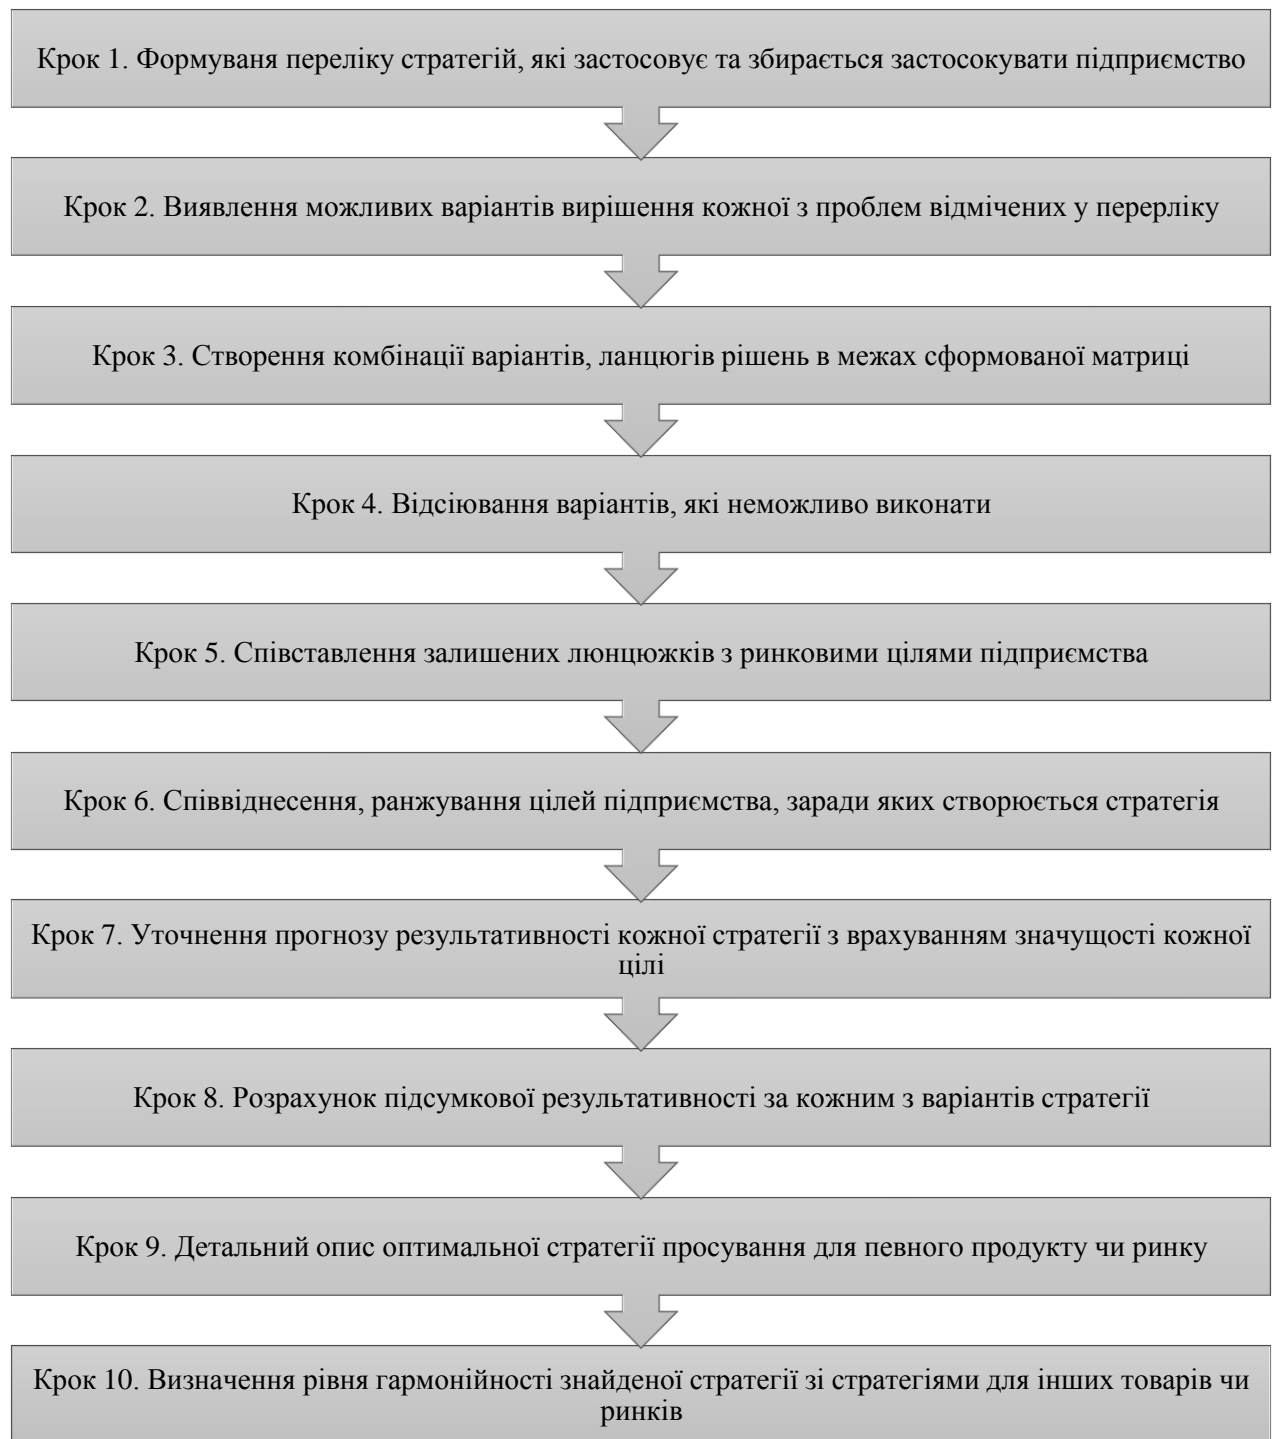 Крок 1. Формуваня переліку стратегій, які застосовує та збирається застосокувати підприємство
Крок 2. Виявлення можливих варіантів вирішення кожної з проблем відмічених у перерліку
Крок 3. Створення комбінації варіантів, ланцюгів рішень в межах сформованої матриці
Крок 4. Відсіювання варіантів, які неможливо виконати
Крок 5. Співставлення залишених люнцюжків з ринковими цілями підприємства
Крок 6. Співвіднесення, ранжування цілей підприємства, заради яких створюється стратегія
Крок 7. Уточнення прогнозу результативності кожної стратегії з врахуванням значущості кожної
цілі
Крок 8. Розрахунок підсумкової результативності за кожним з варіантів стратегії
Крок 9. Детальний опис оптимальної стратегії просування для певного продукту чи ринку
Крок 10. Визначення рівня гармонійності знайденої стратегії зі стратегіями для інших товарів чи
ринків